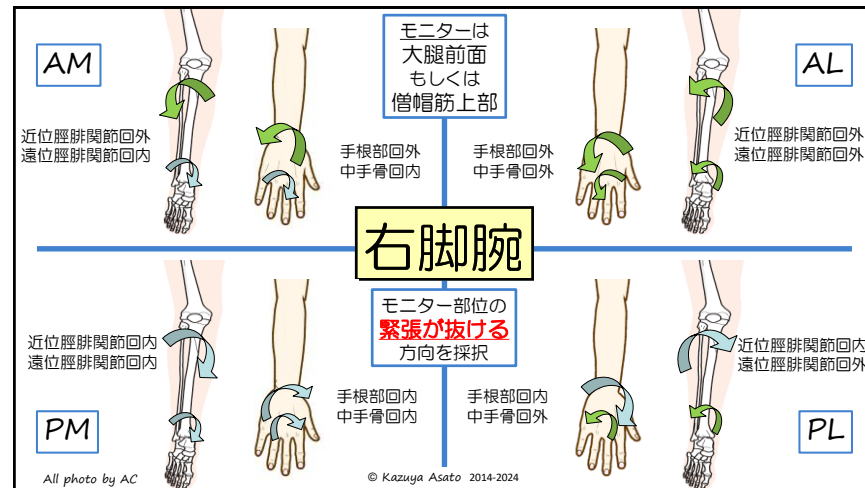 AM
モニターは
大腿前面
もしくは
僧帽筋上部
AL
近位脛腓関節回外
遠位脛腓関節回内
手根部回外
中手骨回内
手根部回外
中手骨回外
近位脛腓関節回外
遠位脛腓関節回外
右脚腕
近位脛腓関節回内
遠位脛腓関節回内
モニター部位の
緊張が抜ける
方向を採択
手根部回内
中手骨回内
手根部回内
中手骨回外
近位脛腓関節回内
遠位脛腓関節回外
PM
PL
All photo by AC
© Kazuya Asato 2014-2024